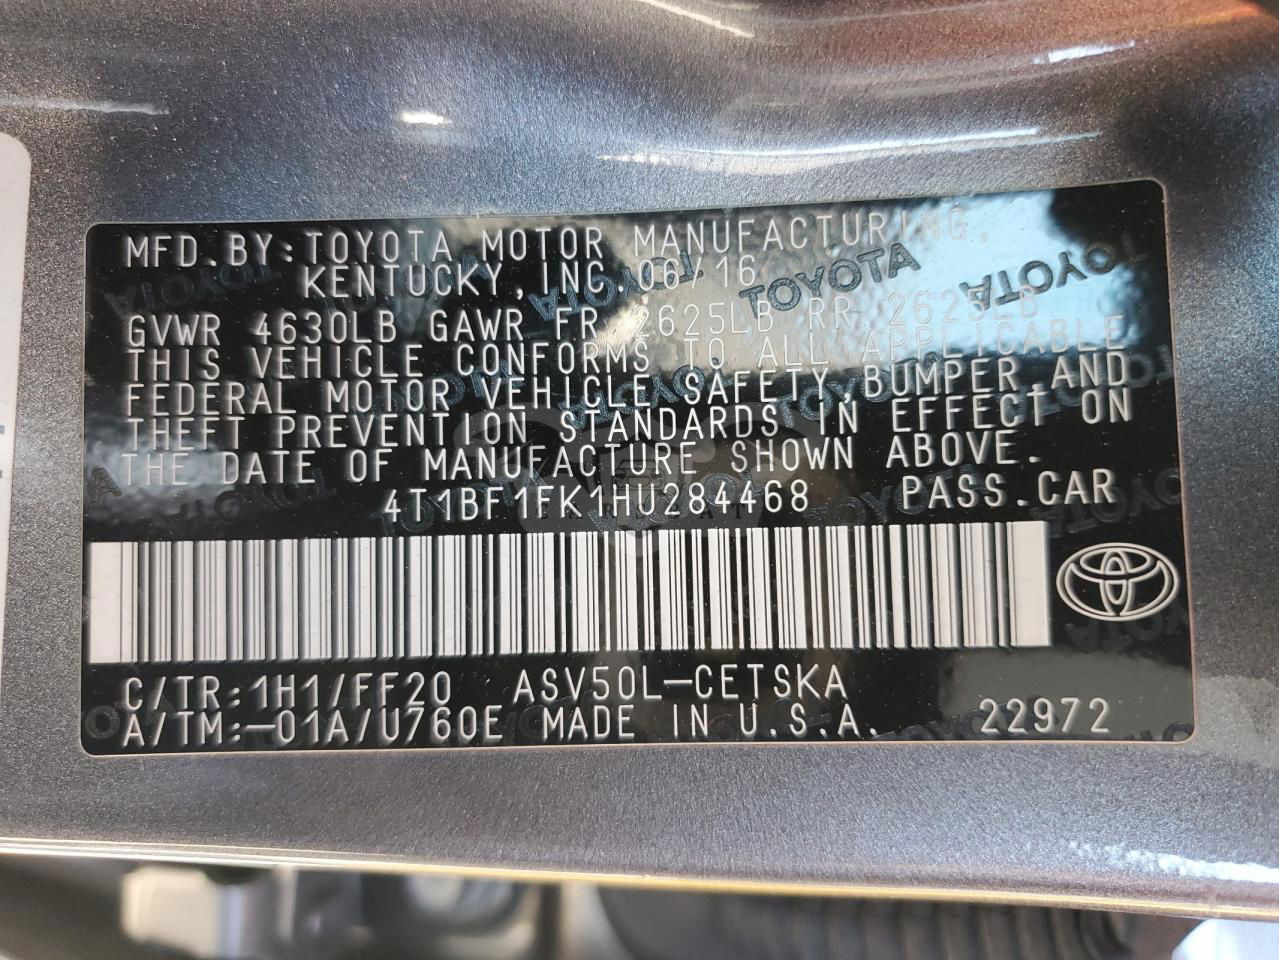 MFD.BY:TOYOTA MOTOR MANUFACTURING,
KENTUCKY,INC.06/16
GVWR 4630LB GAWR FR 2625LB RR 2625LB
THIS VEHICLE CONFORMS TO ALL APPLICABLE
FEDERAL MOTOR VEHICLE SAFETY,BUMPER,AND
THEFT PREVENTION STANDARDS IN EFFECT ON
THE DATE OF MANUFACTURE SHOWN ABOVE.
4T1BF1FK1HU284468 PASS.CAR
C/TR:1H1/FF20 ASV50L-CETSKA
A/TM:-01A/U760E MADE IN U.S.A. 22972